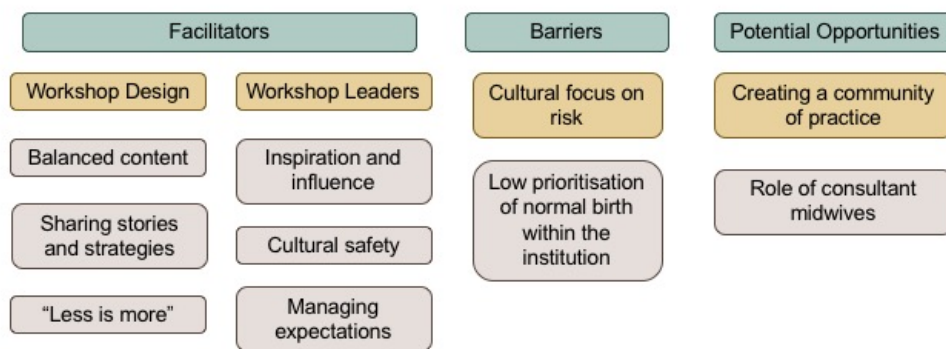 Facilitators
Workshop Design
Balanced content
Sharing stories
and strategies
“Less is more”
Workshop Leaders
Inspiration and
influence
Cultural safety
Managing
expectations
Barriers
Cultural focus on
risk
Low prioritisation
of normal birth
within the
institution
Potential Opportunities
Creating a community
of practice
Role of consultant
midwives